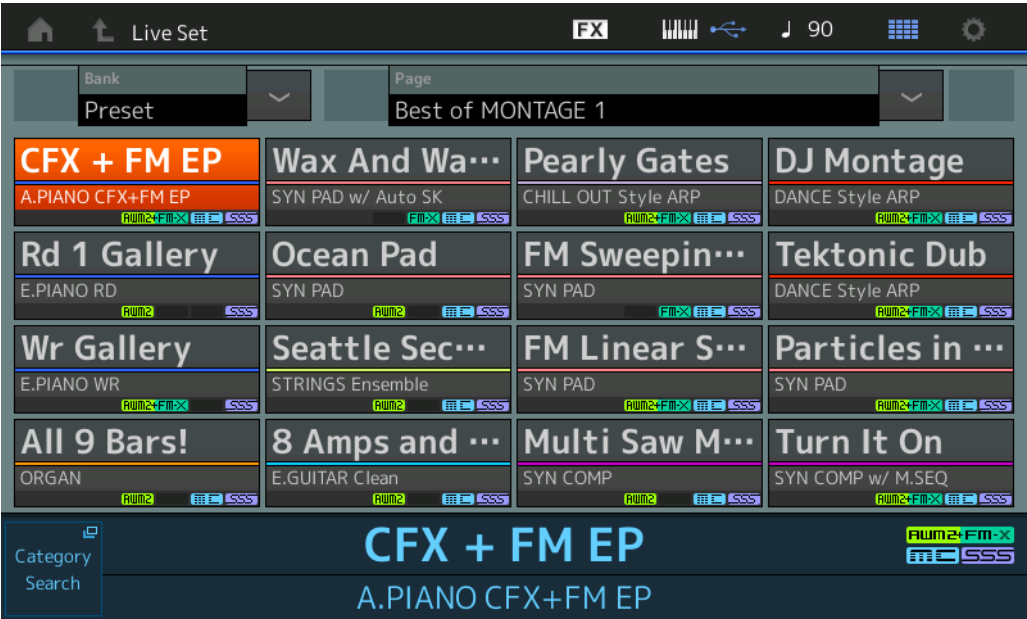 Live Set
FX
90
Bank
Preset
Page
Best of MONTAGE 1
CFX + FM EP
A.PIANO CFX+FM EP
AWM2+FM-X MC SSS
Wax And Wa···
SYN PAD w/ Auto SK
FM-X MC SSS
Pearly Gates
CHILL OUT Style ARP
AWM2+FM-X MC SSS
DJ Montage
DANCE Style ARP
AWM2+FM-X MC SSS
Rd 1 Gallery
E.PIANO RD
AWM2 SSS
Ocean Pad
SYN PAD
AWM2 MC SSS
FM Sweepin···
SYN PAD
FM-X MC SSS
Tektonic Dub
DANCE Style ARP
AWM2+FM-X MC SSS
Wr Gallery
E.PIANO WR
AWM2+FM-X SSS
Seattle Sec···
STRINGS Ensemble
AWM2 MC SSS
FM Linear S···
SYN PAD
AWM2+FM-X MC SSS
Particles in ···
SYN PAD
AWM2+FM-X MC SSS
All 9 Bars!
ORGAN
AWM2 MC SSS
8 Amps and ···
E.GUITAR Clean
AWM2 MC SSS
Multi Saw M···
SYN COMP
AWM2 MC SSS
Turn It On
SYN COMP w/ M.SEQ
AWM2+FM-X MC SSS
Category
Search
CFX + FM EP
A.PIANO CFX+FM EP
AWM2+FM-X
MC SSS